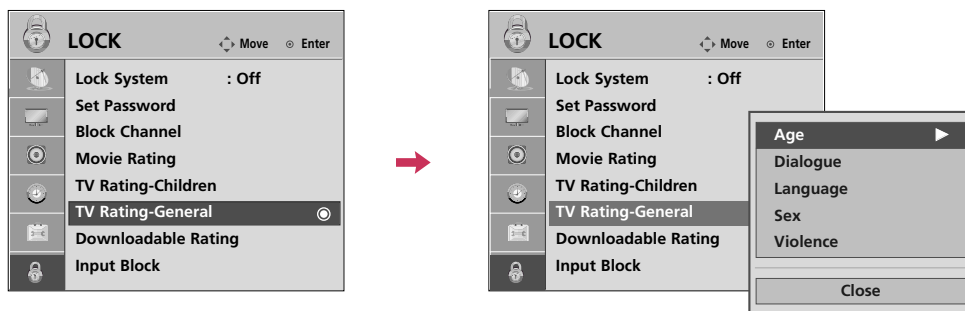 LOCK Move Enter
Lock System : Off
Set Password
Block Channel
Movie Rating
TV Rating-Children
TV Rating-General
Downloadable Rating
Input Block
LOCK Move Enter
Lock System : Off
Set Password
Block Channel
Movie Rating
TV Rating-Children
TV Rating-General
Downloadable Rating
Input Block
Age
Dialogue
Language
Sex
Violence
Close